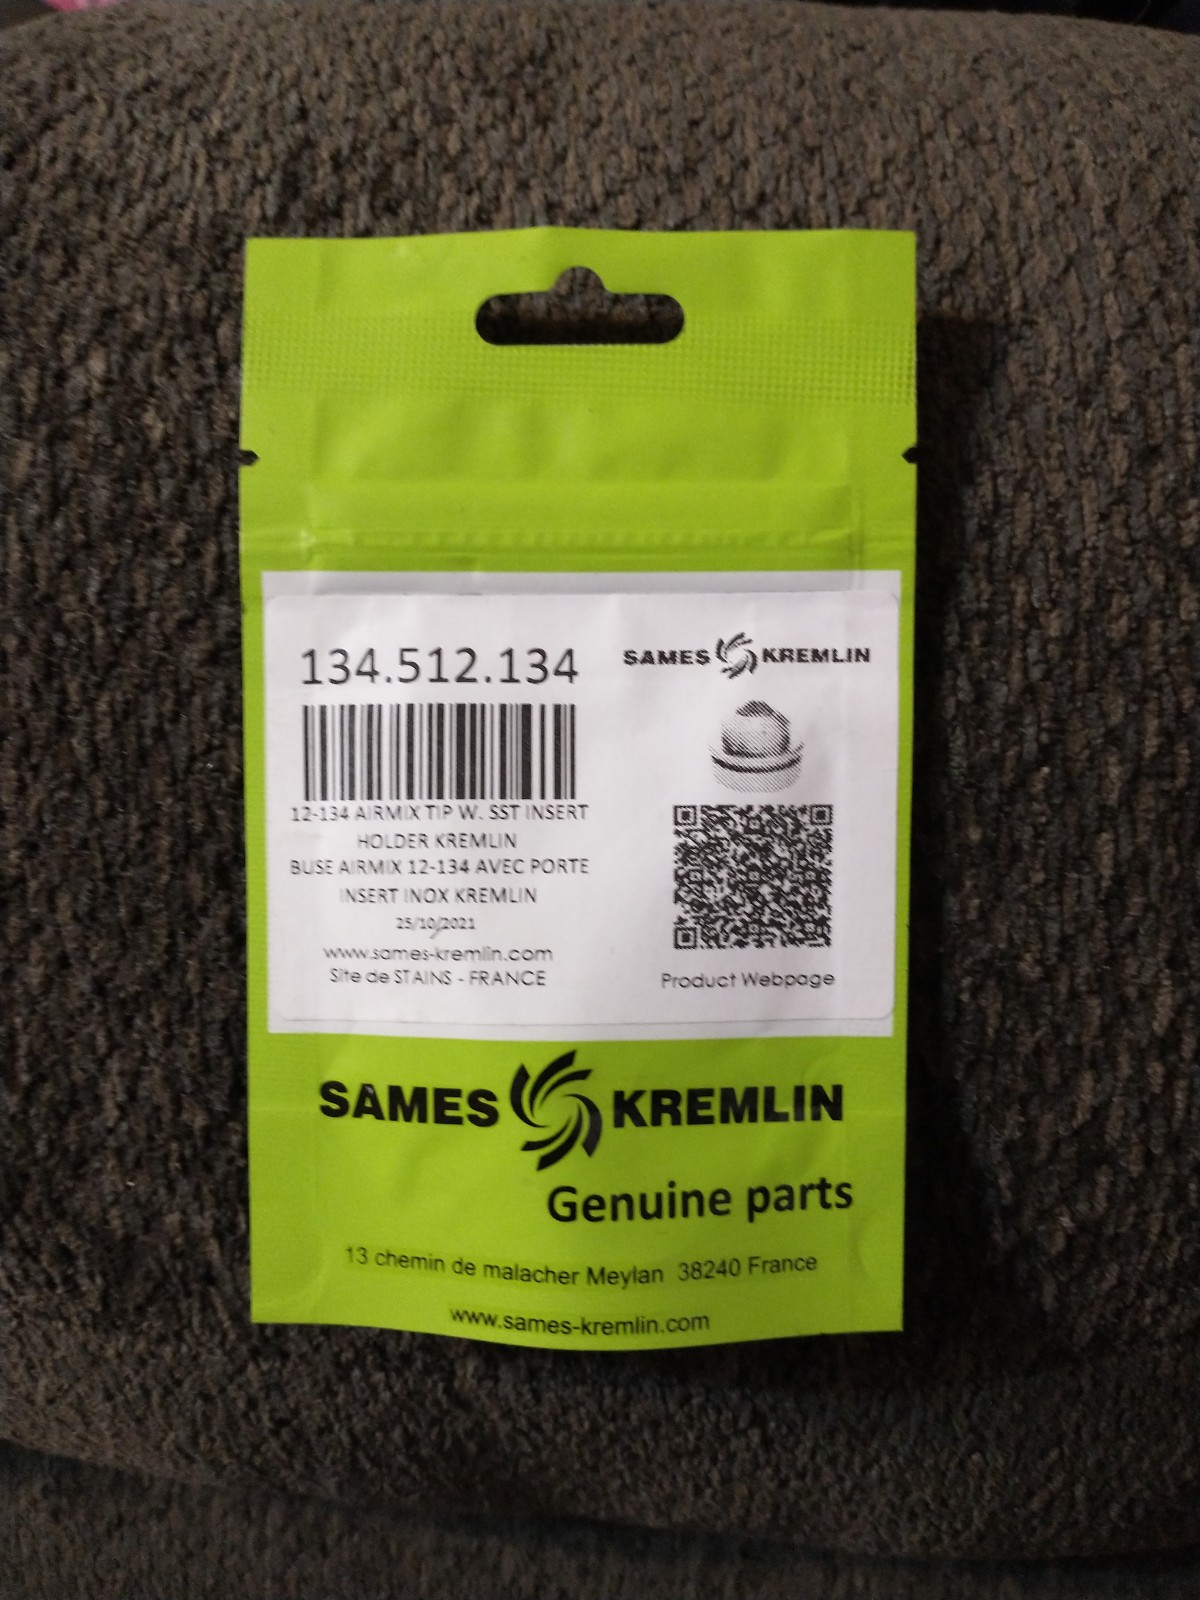 134.512.134
SAMES KREMLIN
12-134 AIRMIX TIP W. SST INSERT
HOLDER KREMLIN
BUSE AIRMIX 12-134 AVEC PORTE
INSERT INOX KREMLIN
25/10/2021
www.sames-kremlin.com
Site de STAINS - FRANCE
Product Webpage
SAMES KREMLIN
Genuine parts
13 chemin de malacher Meylan 38240 France
www.sames-kremlin.com